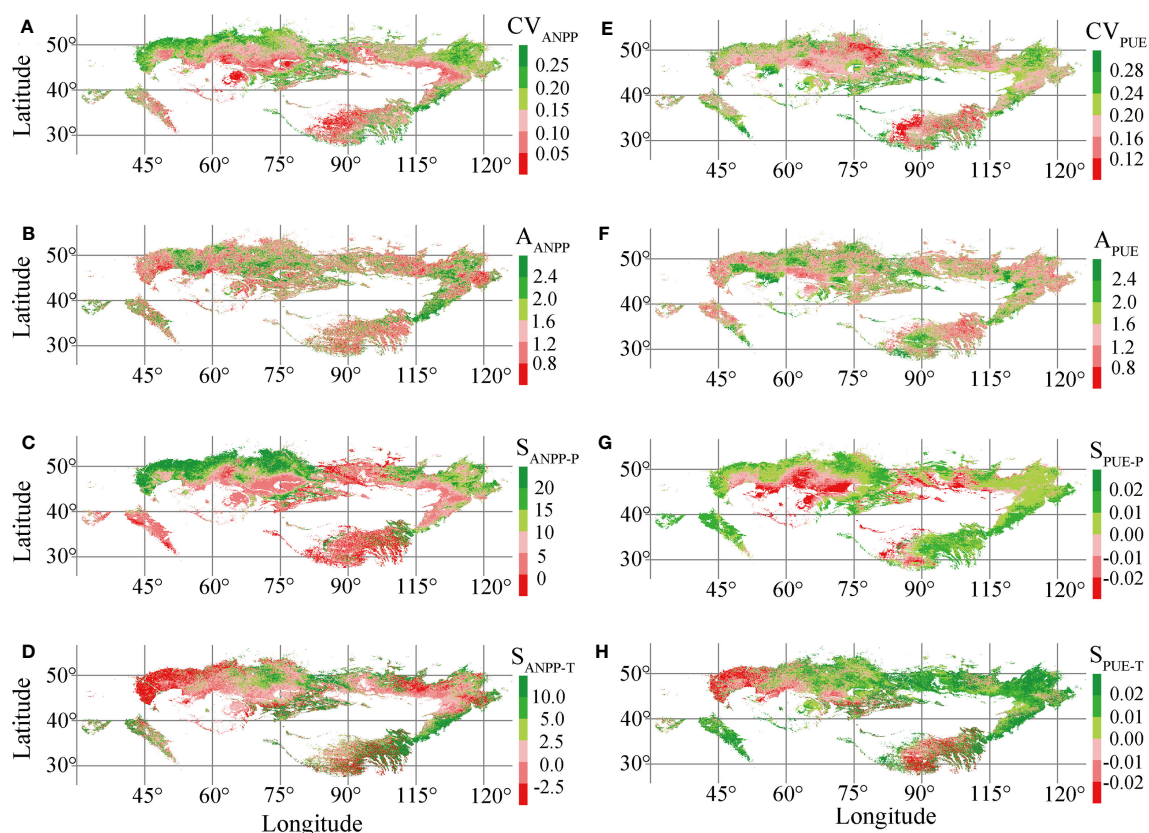 A
CV ANPP
Latitude
50°
40°
30°
0.25
0.20
0.15
0.10
0.05
45° 60° 75° 90° 115° 120°
B
A ANPP
Latitude
50°
40°
30°
2.4
2.0
1.6
1.2
0.8
45° 60° 75° 90° 115° 120°
C
S ANPP-P
Latitude
50°
40°
30°
20
15
10
5
0
45° 60° 75° 90° 115° 120°
D
S ANPP-T
Latitude
50°
40°
30°
10.0
5.0
2.5
0.0
-2.5
45° 60° 75° 90° 115° 120°
Longitude
E
CV PUE
50°
40°
30°
0.28
0.24
0.20
0.16
0.12
45° 60° 75° 90° 115° 120°
F
A PUE
50°
40°
30°
2.4
2.0
1.6
1.2
0.8
45° 60° 75° 90° 115° 120°
G
S PUE-P
50°
40°
30°
0.02
0.01
0.00
-0.01
-0.02
45° 60° 75° 90° 115° 120°
H
S PUE-T
50°
40°
30°
0.02
0.01
0.00
-0.01
-0.02
45° 60° 75° 90° 115° 120°
Longitude